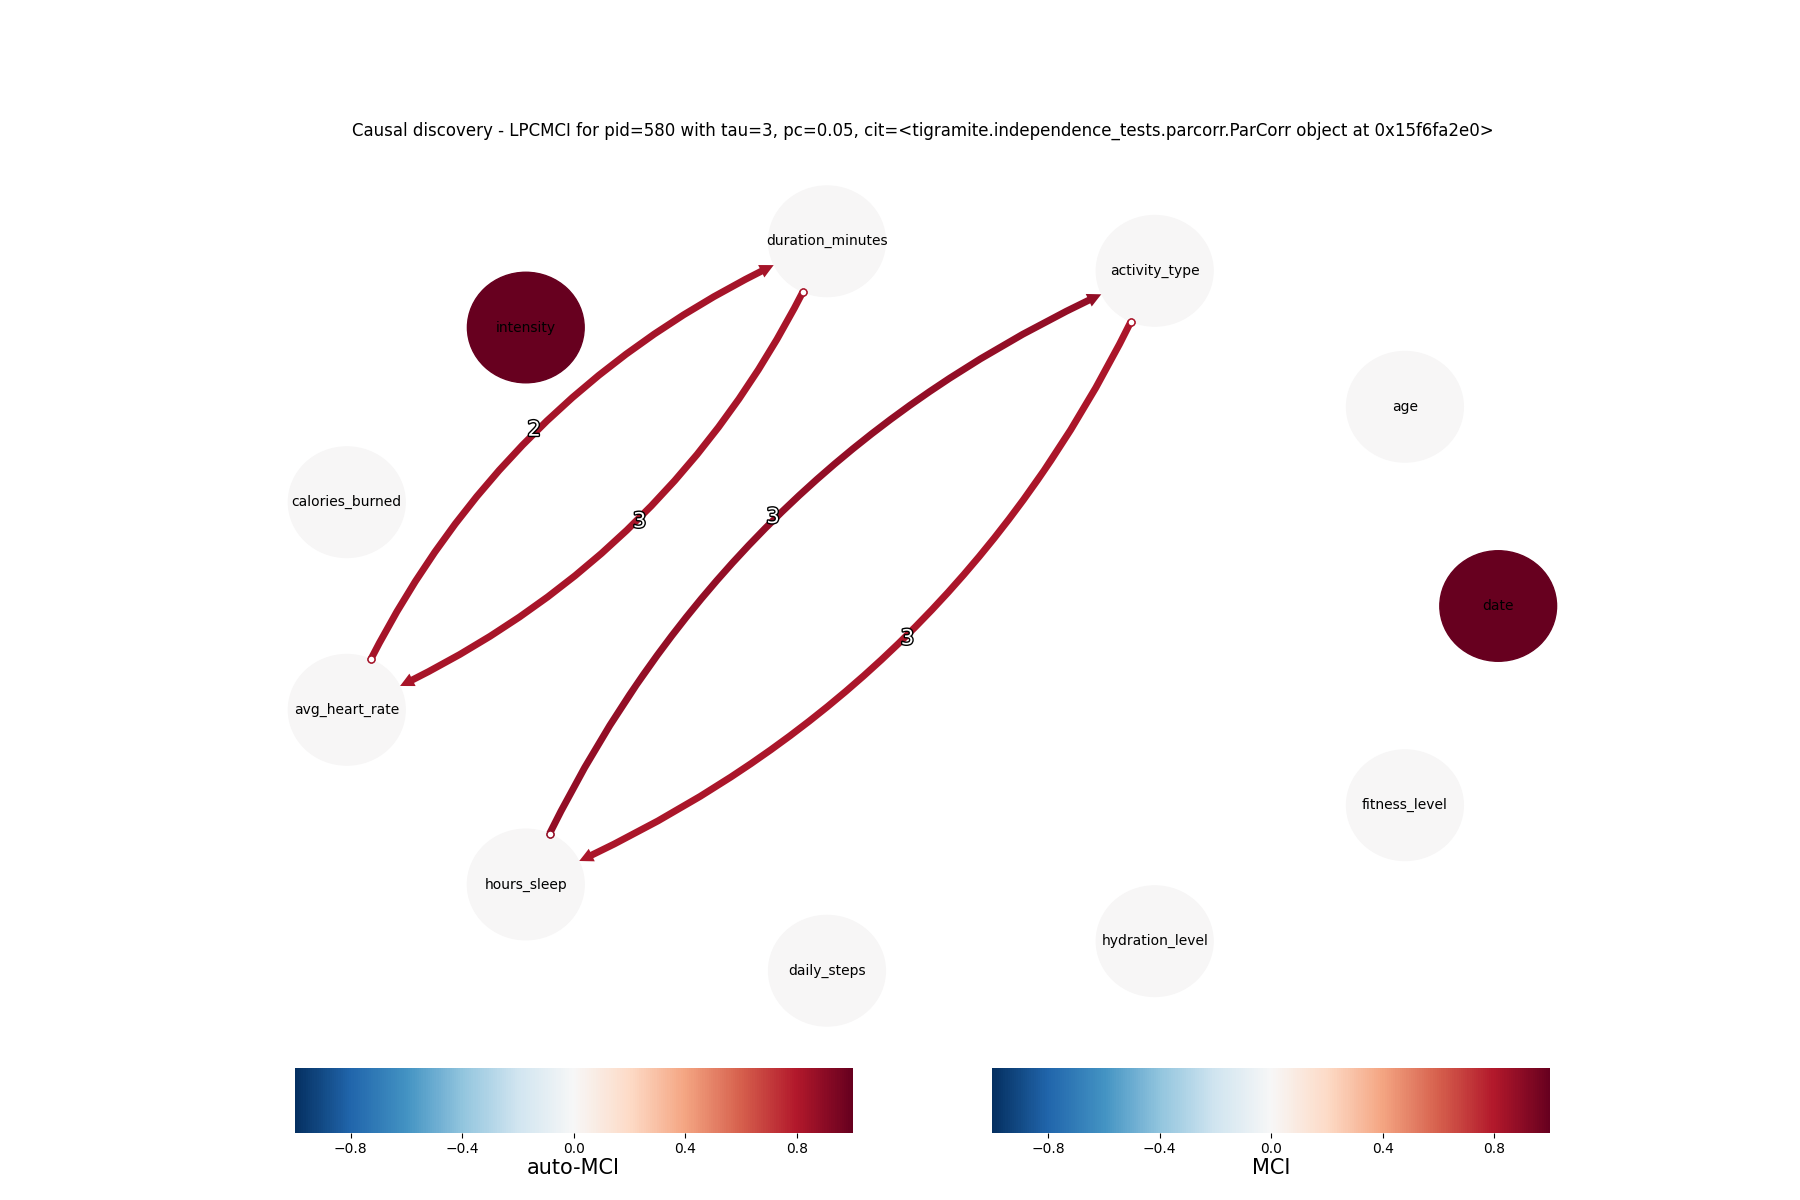 Causal discovery - LPCMCI for pid=580 with tau=3, pc=0.05, cit=<tigramite.independence_tests.parcorr.ParCorr object at 0x15f6fa2e0>
duration_minutes
activity_type
intensity
age
2
calories_burned
3
3
date
3
avg_heart_rate
fitness_level
hours_sleep
hydration_level
daily_steps
−0.8 −0.4 0.0 0.4 0.8
auto-MCI
−0.8 −0.4 0.0 0.4 0.8
MCI